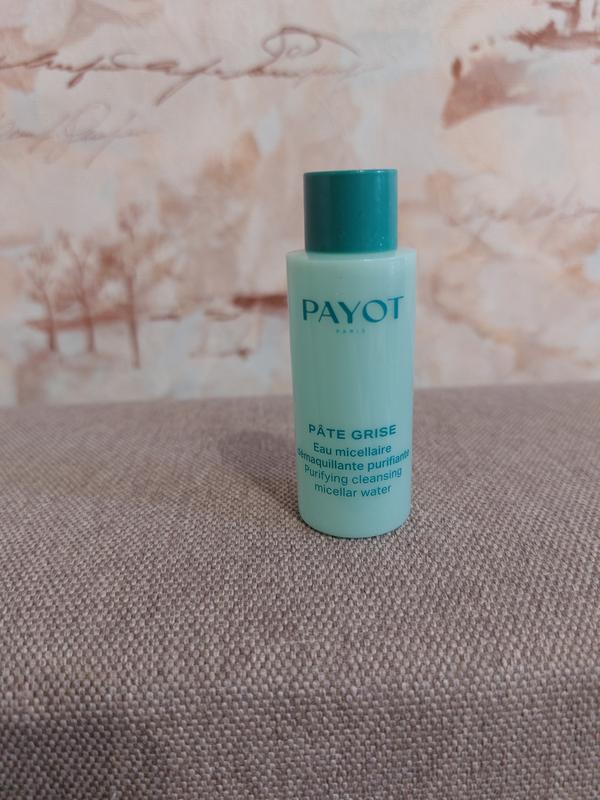 PAYOT
PARIS
PÂTE GRISE
Eau micellaire
démaquillante purifiante
Purifying cleansing
micellar water